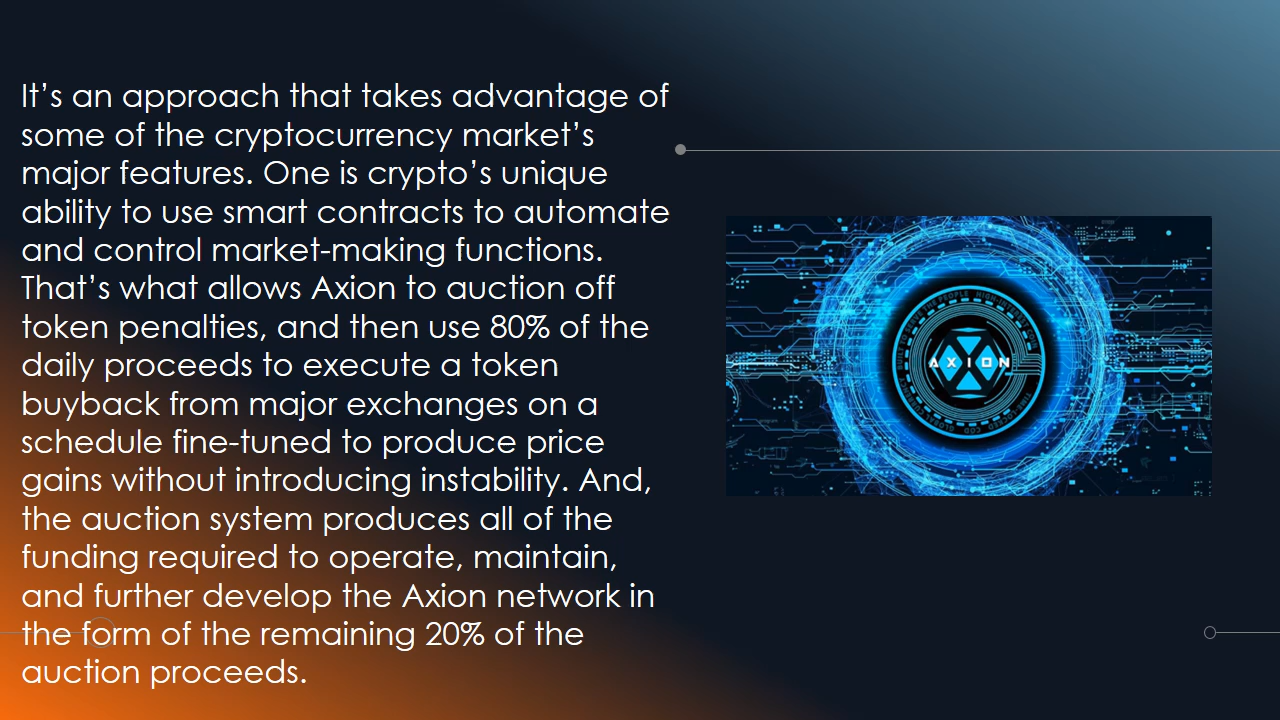 It’s an approach that takes advantage of
some of the cryptocurrency market’s
major features. One is crypto’s unique
ability to use smart contracts to automate
and control market-making functions.
That’s what allows Axion to auction off
token penalties, and then use 80% of the
daily proceeds to execute a token
buyback from major exchanges on a
schedule fine-tuned to produce price
gains without introducing instability. And,
the auction system produces all of the
funding required to operate, maintain,
and further develop the Axion network in
the form of the remaining 20% of the
auction proceeds.
AXION